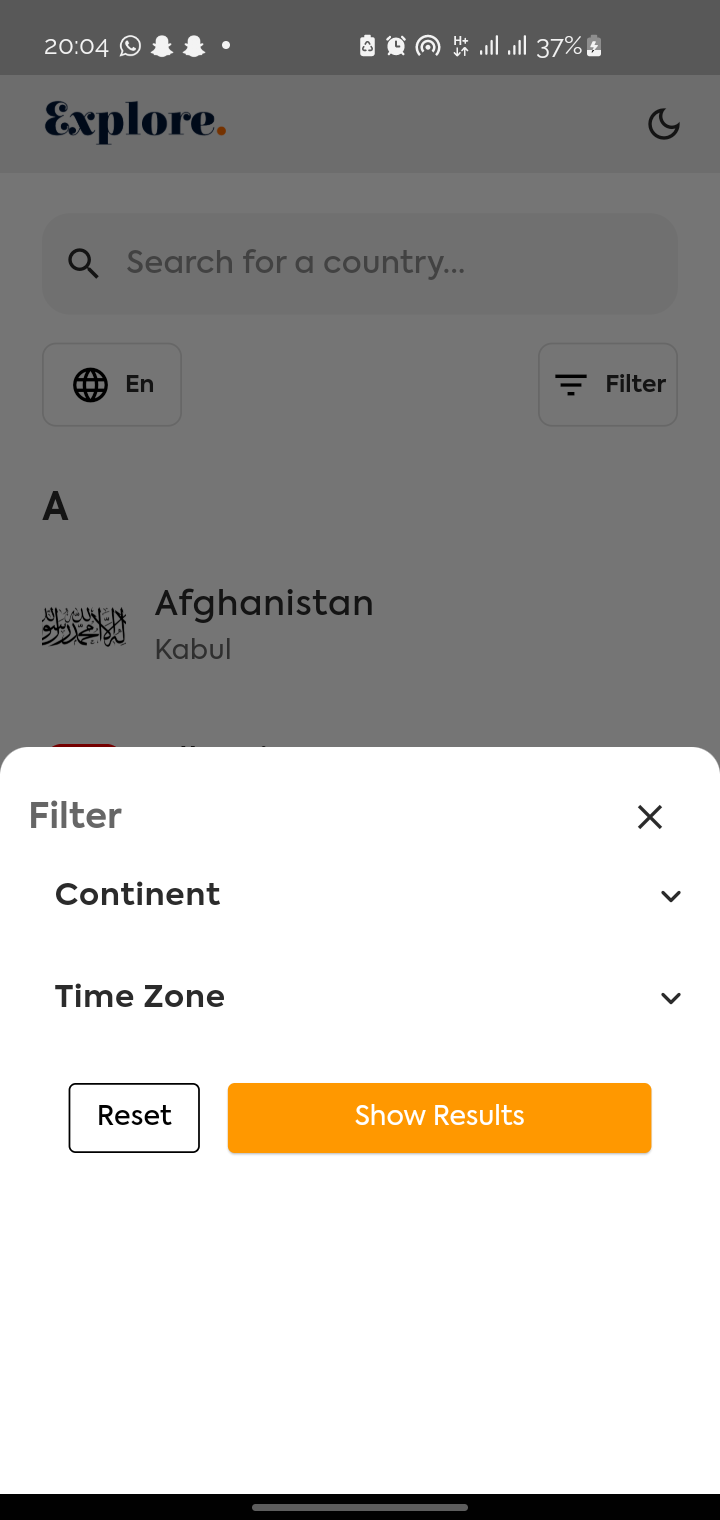 20:04
37%
Explore.
Search for a country...
En
Filter
A
Afghanistan
Kabul
Filter
Continent
Time Zone
Reset
Show Results